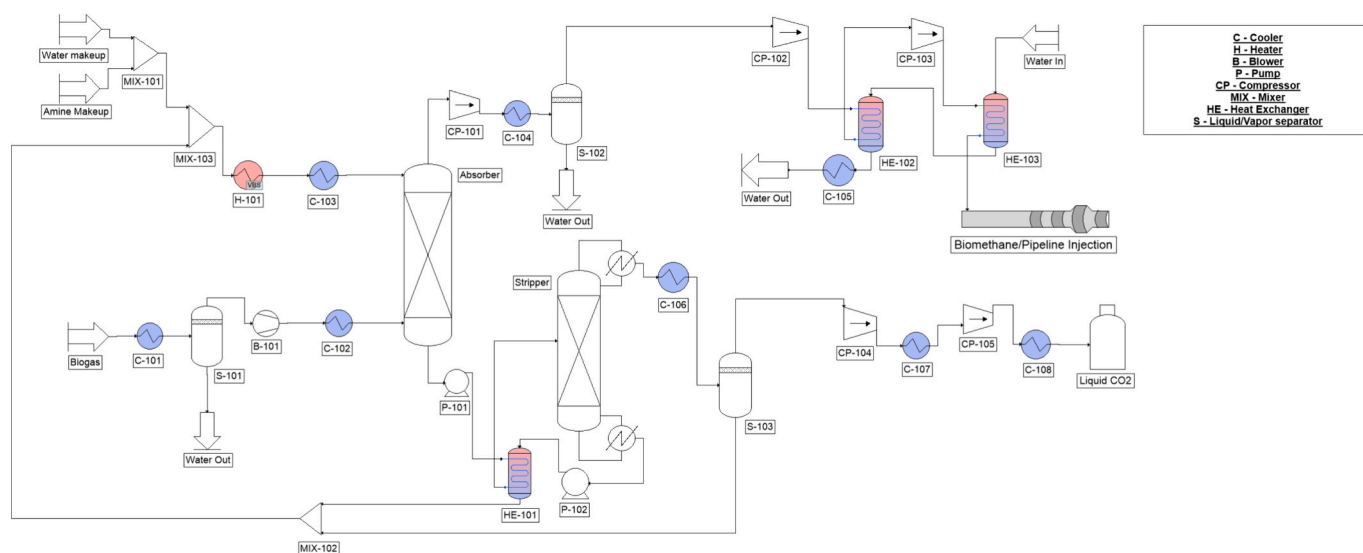 Water makeup
Amine Makeup
MIX-101
MIX-103
VBS
H-101
C-103
Absorber
CP-101
C-104
S-102
Water Out
CP-102
CP-103
Water In
HE-102
HE-103
Water Out
C-105
Biomethane/Pipeline Injection
C - Cooler
H - Heater
B - Blower
P - Pump
CP - Compressor
MIX - Mixer
HE - Heat Exchanger
S - Liquid/Vapor separator
Biogas
C-101
S-101
B-101
C-102
Water Out
P-101
Stripper
C-106
HE-101
P-102
S-103
CP-104
C-107
CP-105
C-108
Liquid CO2
MIX-102